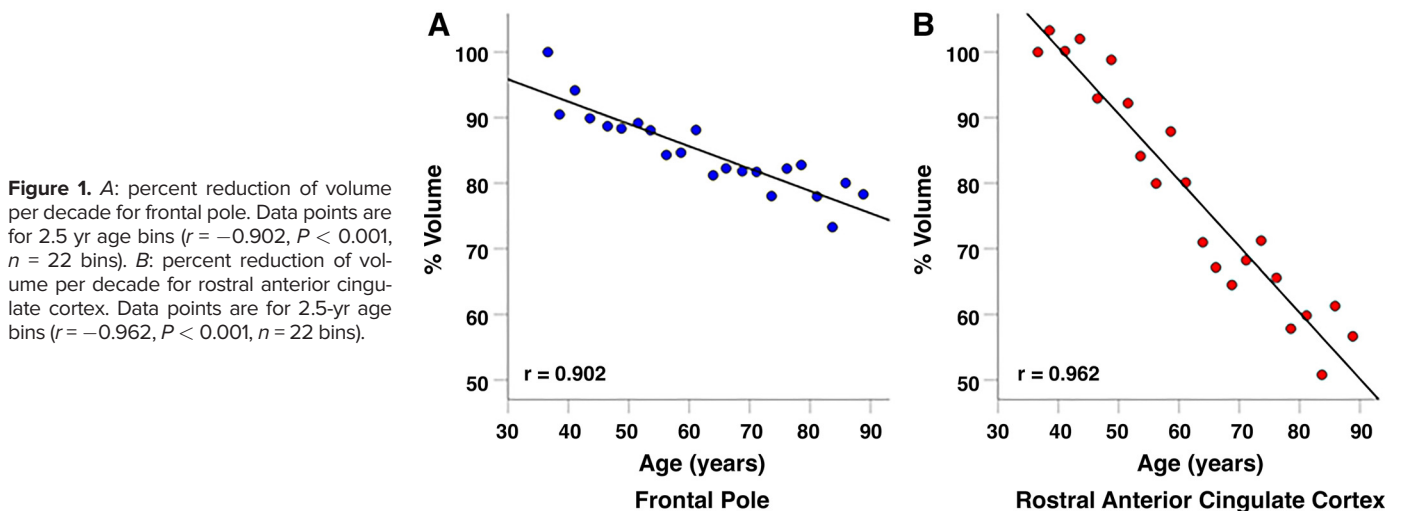 Figure 1. A: percent reduction of volume
per decade for frontal pole. Data points are
for 2.5 yr age bins (r = −0.902, P < 0.001,
n = 22 bins). B: percent reduction of vol-
ume per decade for rostral anterior cingu-
late cortex. Data points are for 2.5-yr age
bins (r = −0.962, P < 0.001, n = 22 bins).
A
% Volume
100
90
80
70
60
50
r = 0.902
30 40 50 60 70 80 90
Age (years)
Frontal Pole
B
% Volume
100
90
80
70
60
50
r = 0.962
30 40 50 60 70 80 90
Age (years)
Rostral Anterior Cingulate Cortex